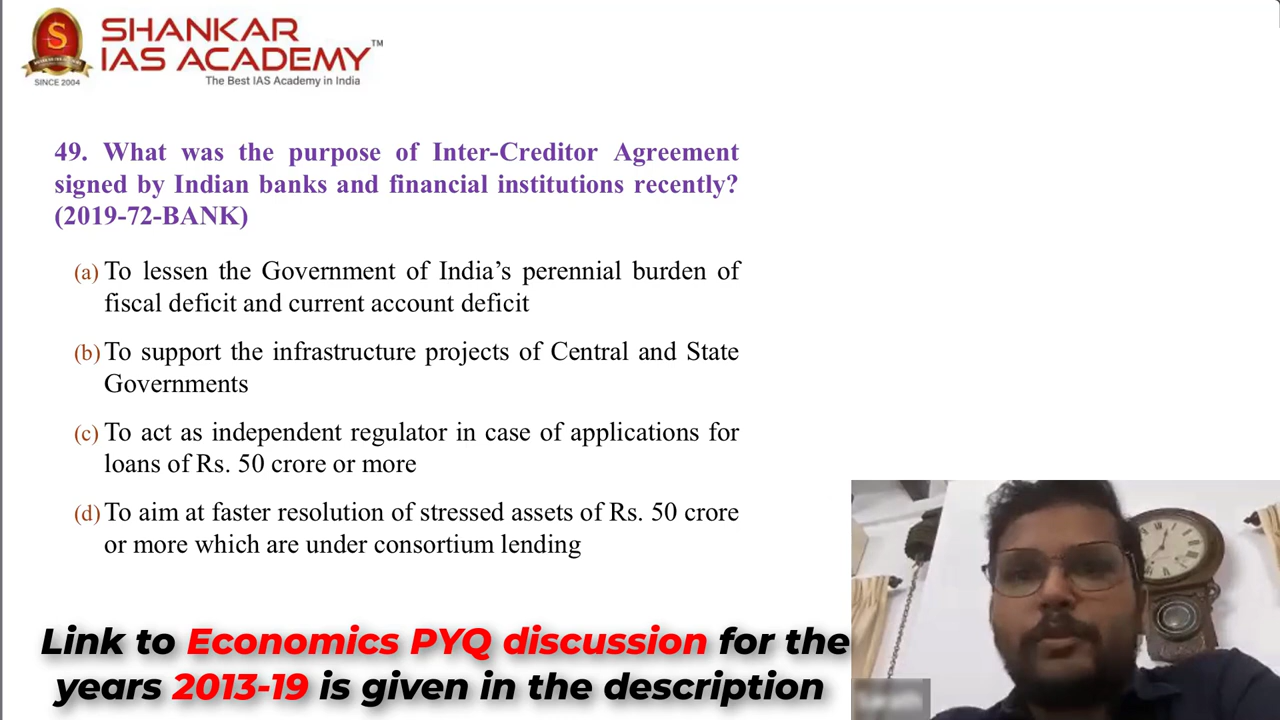 SHANKAR
IAS ACADEMY™
The Best IAS Academy in India
S
SINCE 2004
49. What was the purpose of Inter-Creditor Agreement
signed by Indian banks and financial institutions recently?
(2019-72-BANK)
(a) To lessen the Government of India's perennial burden of
fiscal deficit and current account deficit
(b) To support the infrastructure projects of Central and State
Governments
(c) To act as independent regulator in case of applications for
loans of Rs. 50 crore or more
(d) To aim at faster resolution of stressed assets of Rs. 50 crore
or more which are under consortium lending
Link to Economics PYQ discussion for the
years 2013-19 is given in the description